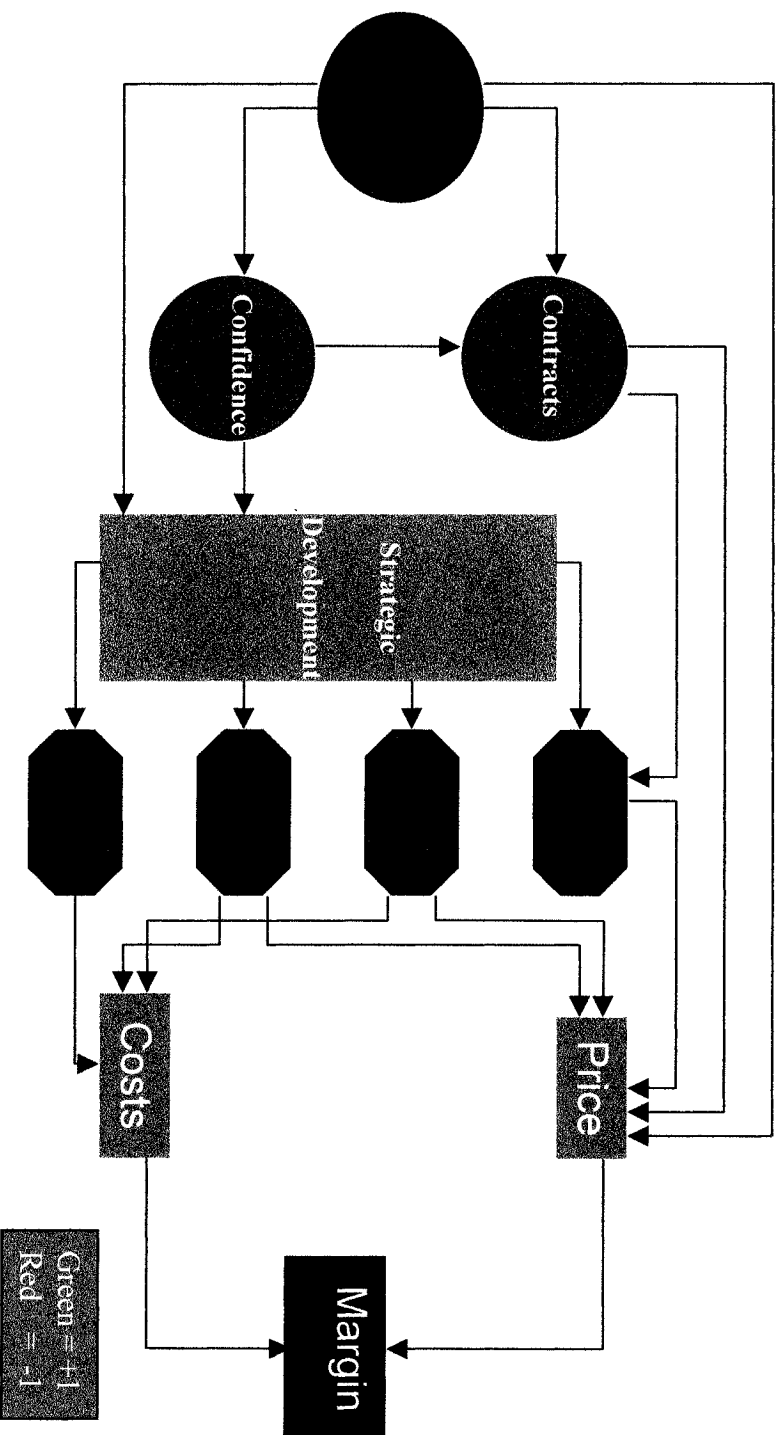 Contracts
Confidence
Strategic
Development
Price
Costs
Margin
Green = +1
Red = -1